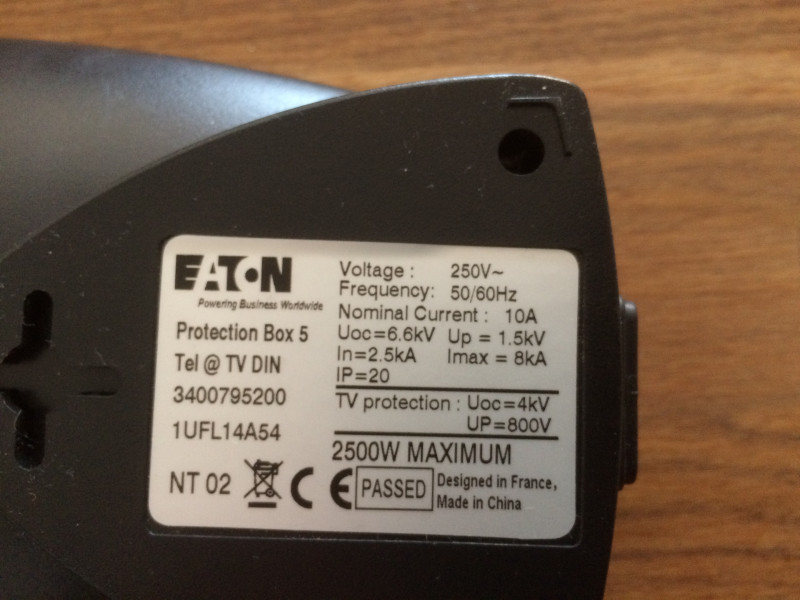 EATON
Powering Business Worldwide
Protection Box 5
Tel @ TV DIN
3400795200
1UFL14A54
NT 02
Voltage : 250V~
Frequency: 50/60Hz
Nominal Current : 10A
Uoc=6.6kV Up = 1.5kV
In=2.5kA Imax = 8kA
IP=20
TV protection : Uoc=4kV
UP=800V
2500W MAXIMUM
CE PASSED
Designed in France,
Made in China